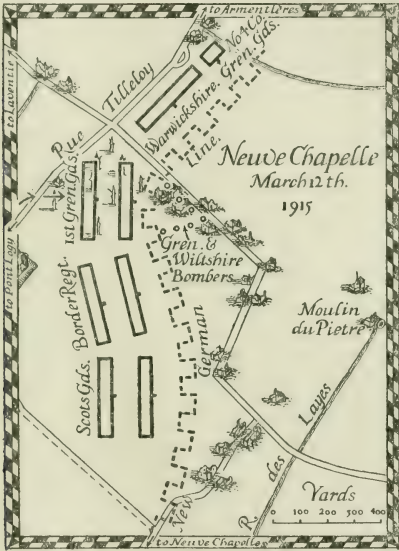 to Armentières
No 4 Co. Gren. Gds.
to Laventie
Rue Tilleloy
Warwickshire.
Line.
Neuve Chapelle
March 12th.
1915
1st Gren. Gds.
Gren. &
Wiltshire
Bombers
to Pont Logy
Border Regt.
German
Moulin
du Pietre
Scots Gds.
R. des Layes
New
Yards
0 100 200 300 400
to Neuve Chapelle